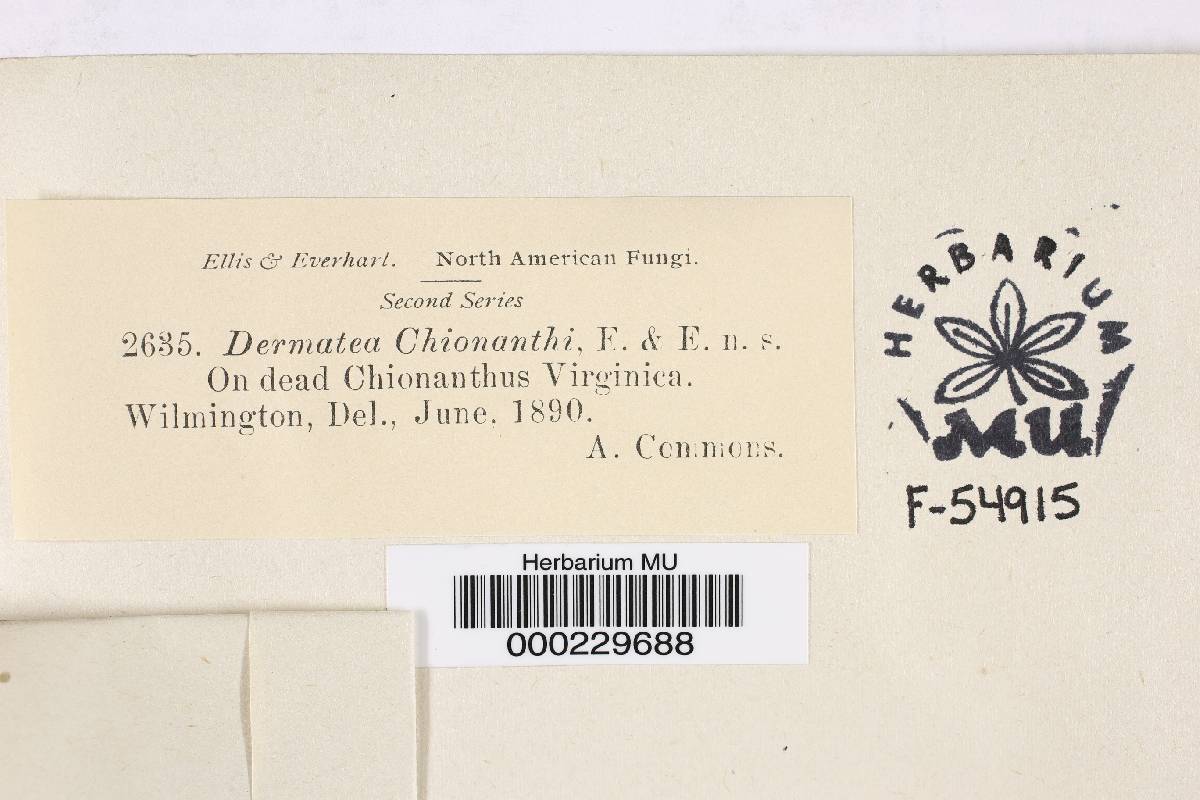 Ellis & Everhart. North American Fungi.
Second Series
2635. Dermatea Chionanthi, E. & E. n. s.
On dead Chionanthus Virginica.
Wilmington, Del., June, 1890.
A. Commons.
HERBARIUM
MU
F-54915
Herbarium MU
000229688